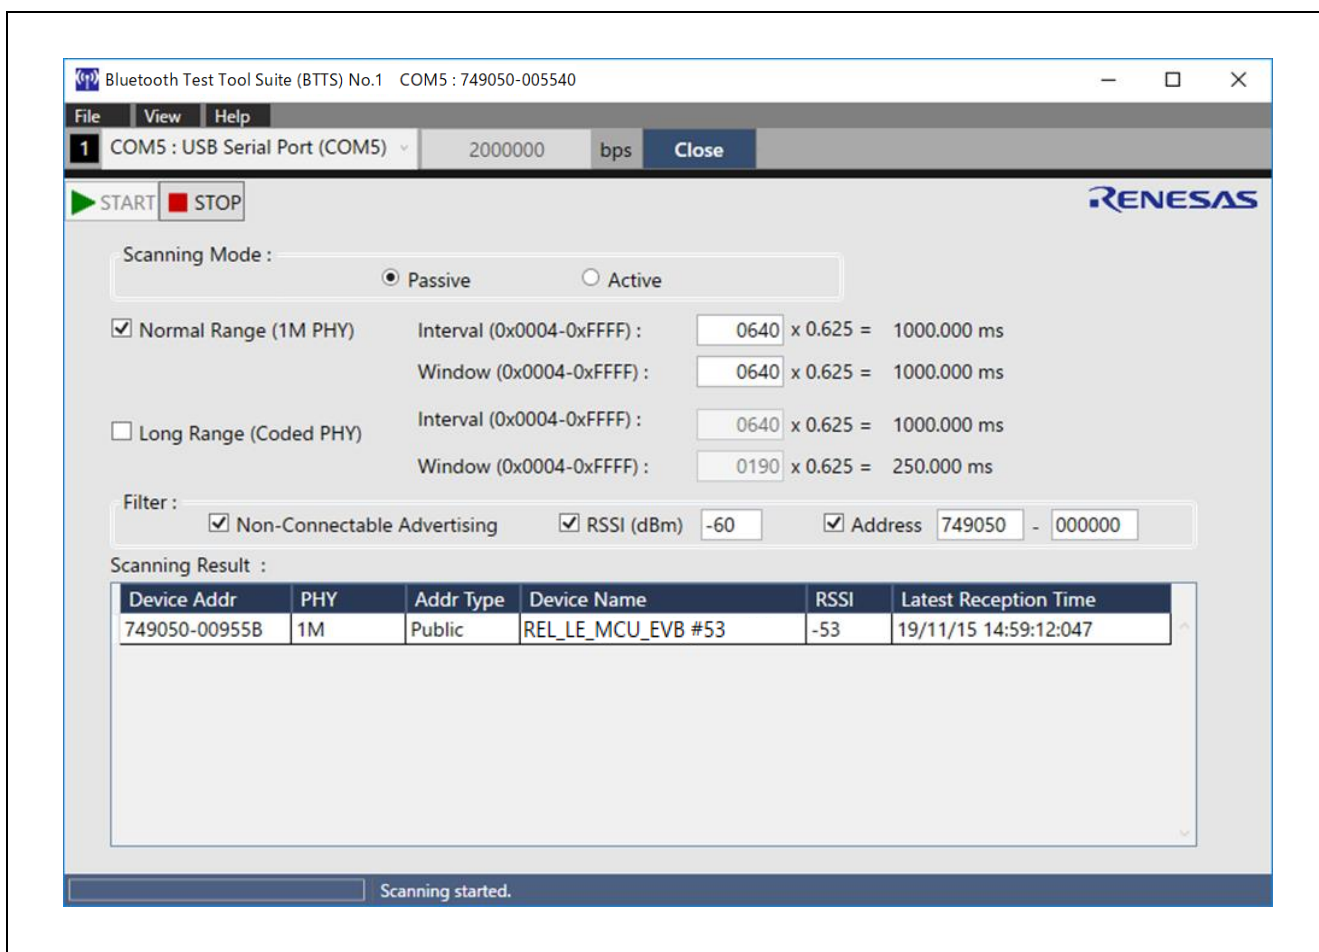 Bluetooth Test Tool Suite (BTTS) No.1 COM5 : 749050-005540
File View Help
1 COM5 : USB Serial Port (COM5) 2000000 bps Close
START STOP RENESAS
Scanning Mode :
Passive Active
Normal Range (1M PHY) Interval (0x0004-0xFFFF) : 0640 x 0.625 = 1000.000 ms
Window (0x0004-0xFFFF) : 0640 x 0.625 = 1000.000 ms
Long Range (Coded PHY) Interval (0x0004-0xFFFF) : 0640 x 0.625 = 1000.000 ms
Window (0x0004-0xFFFF) : 0190 x 0.625 = 250.000 ms
Filter :
Non-Connectable Advertising RSSI (dBm) -60 Address 749050 - 000000
Scanning Result :
Device Addr PHY Addr Type Device Name RSSI Latest Reception Time
749050-00955B 1M Public REL_LE_MCU_EVB #53 -53 19/11/15 14:59:12:047
Scanning started.